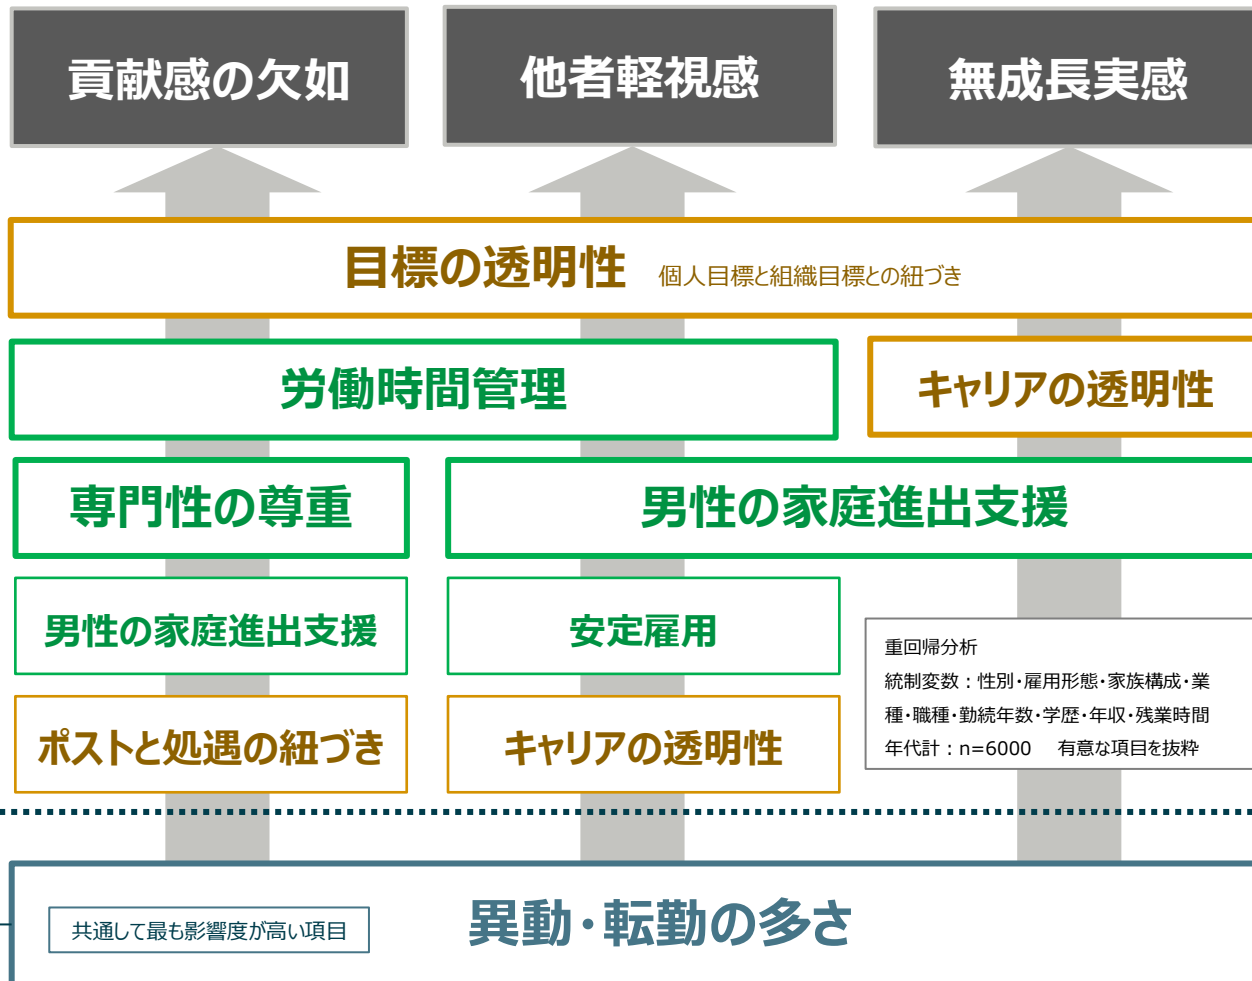 貢献感の欠如
他者軽視感
無成長実感
目標の透明性 個人目標と組織目標との紐づき
労働時間管理
キャリアの透明性
専門性の尊重
男性の家庭進出支援
男性の家庭進出支援
安定雇用
ポストと処遇の紐づき
キャリアの透明性
重回帰分析
統制変数：性別・雇用形態・家族構成・業
種・職種・勤続年数・学歴・年収・残業時間
年代計：n=6000 有意な項目を抜粋
共通して最も影響度が高い項目
異動・転勤の多さ